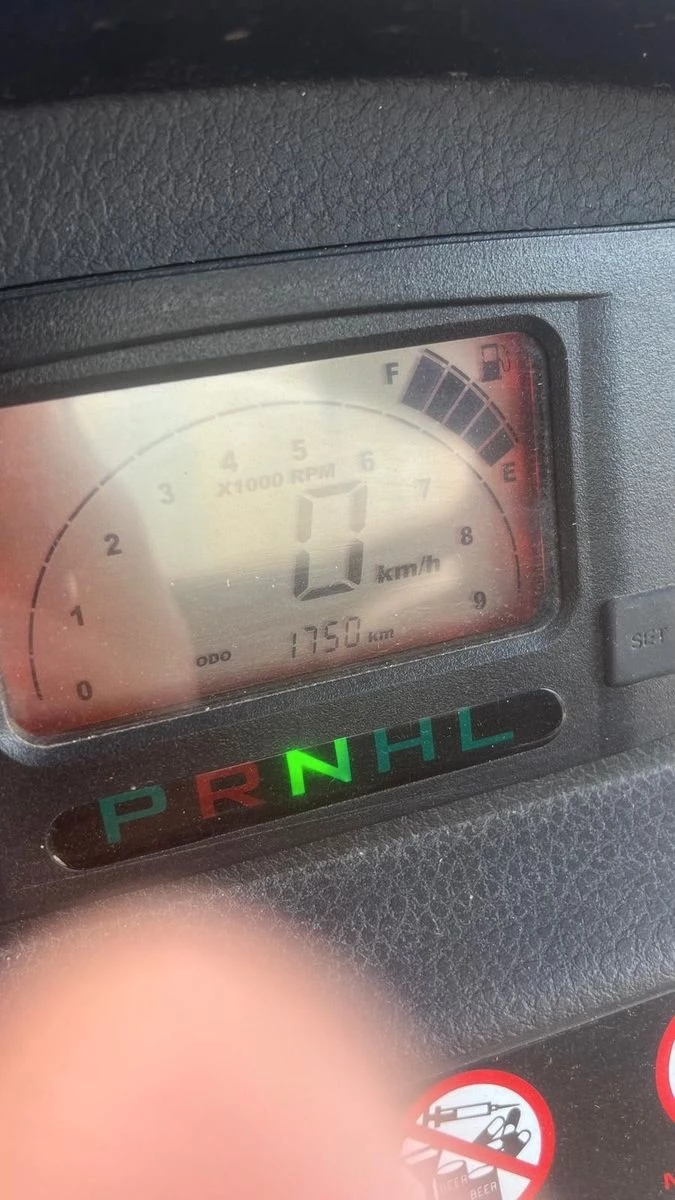 F
E
4 5 6
X1000 RPM
3 7
2 8
0
km/h
1 9
ODO 1750 km
0
SET
P R N H L
BEER
BEER